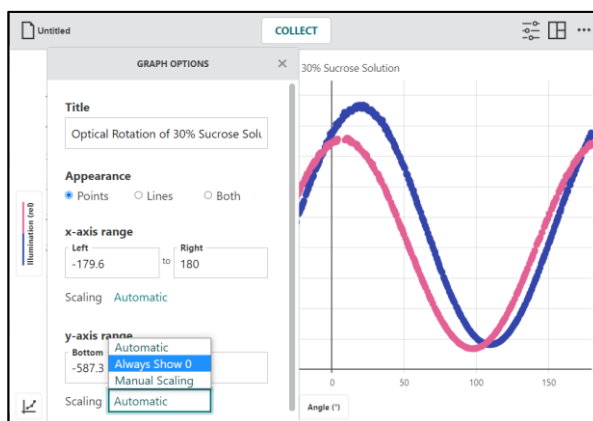 Untitled
COLLECT
GRAPH OPTIONS
30% Sucrose Solution
Title
Optical Rotation of 30% Sucrose Solu
Appearance
Points Lines Both
x-axis range
Left
-179.6
to
Right
180
Scaling Automatic
y-axis range
Bottom
-587.3
Automatic
Always Show 0
Manual Scaling
Scaling Automatic
Illumination (rel)
0 50 100 150
Angle (°)